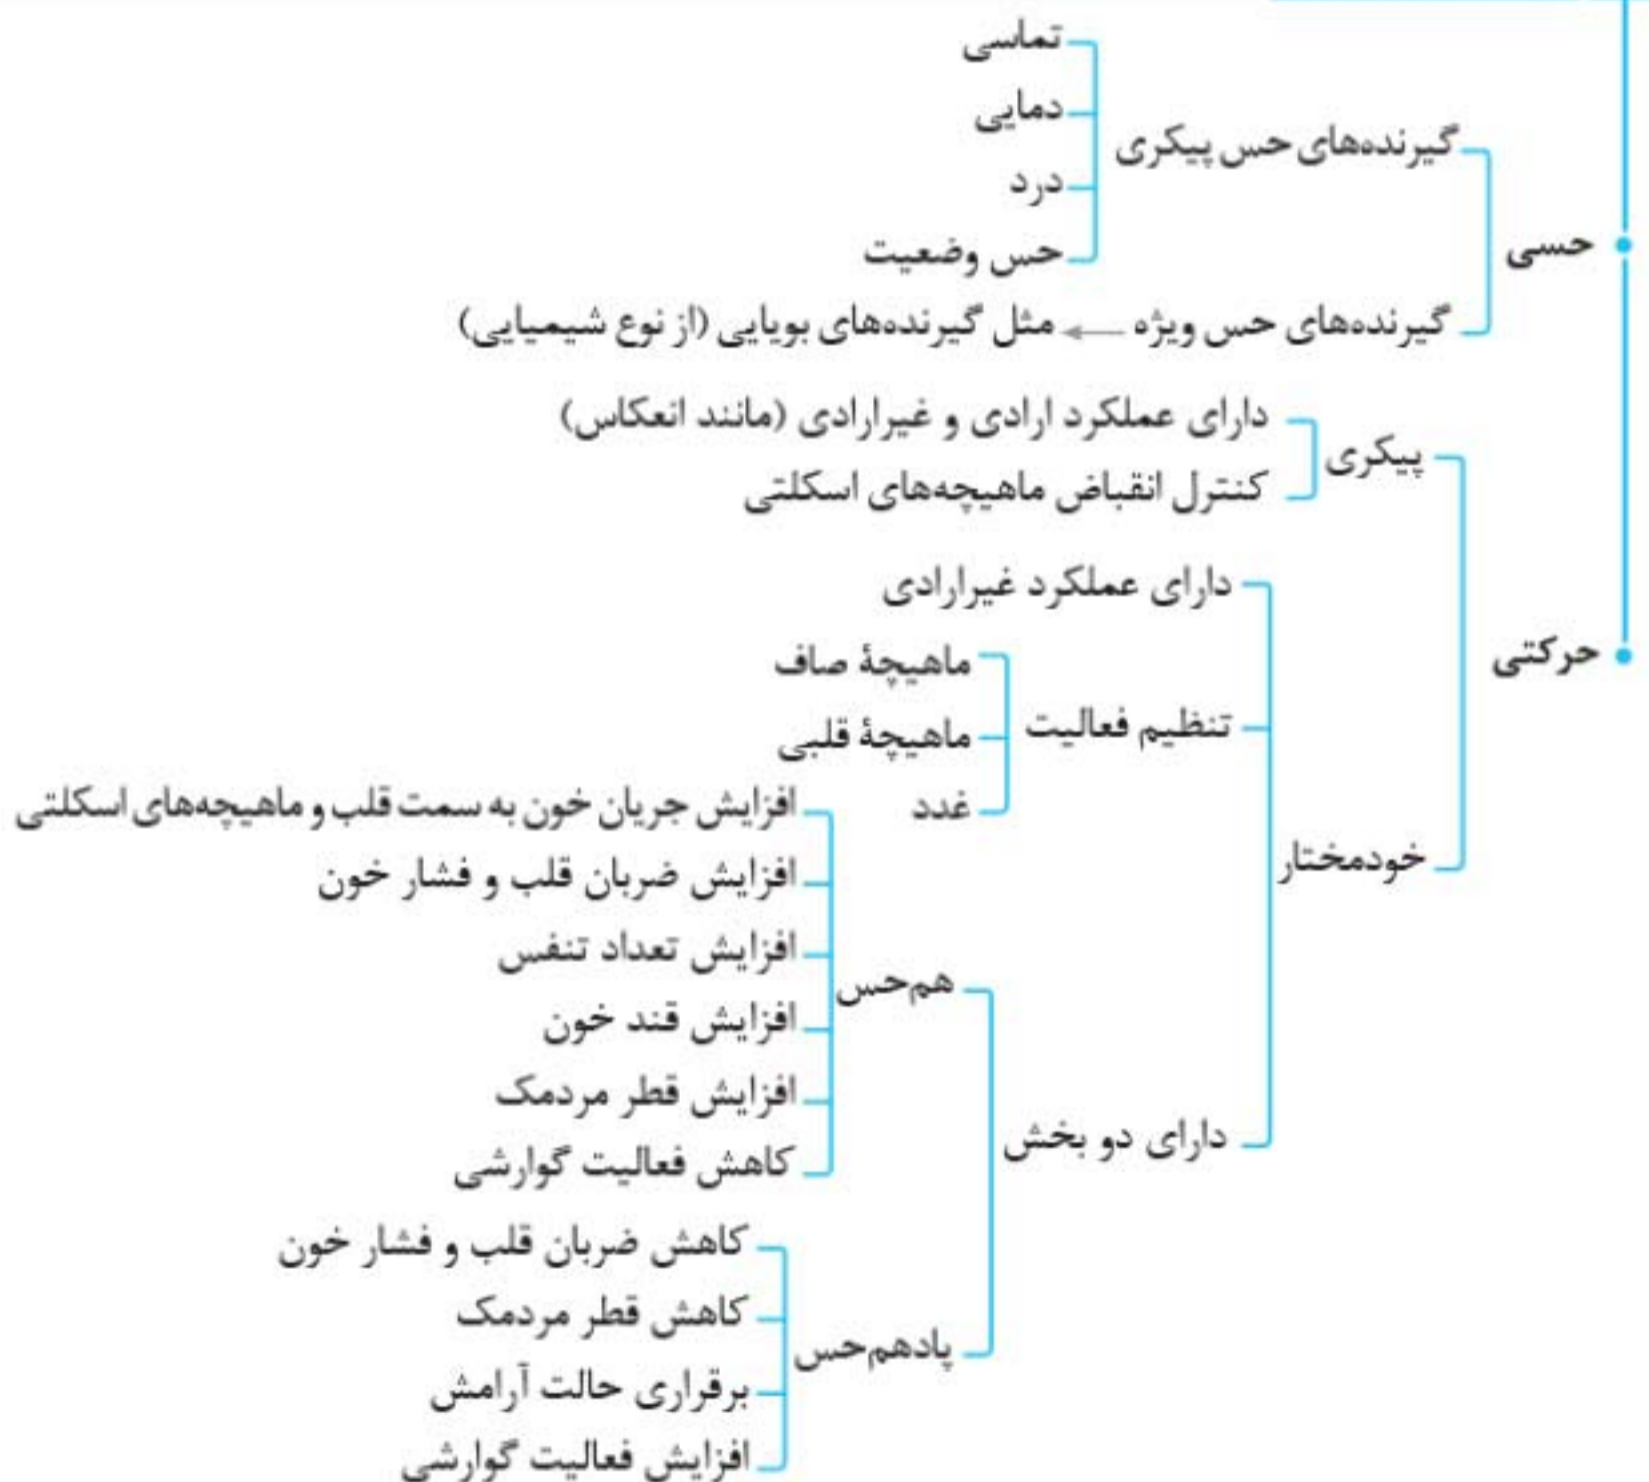 حسی
گیرنده‌های حس پیکری
تماسی
دمایی
درد
حس وضعیت
گیرنده‌های حس ویژه ← مثل گیرنده‌های بویایی (از نوع شیمیایی)
حرکتی
پیکری
دارای عملکرد ارادی و غیرارادی (مانند انعکاس)
کنترل انقباض ماهیچه‌های اسکلتی
خودمختار
دارای عملکرد غیرارادی
تنظیم فعالیت
ماهیچهٔ صاف
ماهیچهٔ قلبی
غدد
دارای دو بخش
هم‌حس
افزایش جریان خون به سمت قلب و ماهیچه‌های اسکلتی
افزایش ضربان قلب و فشار خون
افزایش تعداد تنفس
افزایش قند خون
افزایش قطر مردمک
کاهش فعالیت گوارشی
پادهم‌حس
کاهش ضربان قلب و فشار خون
کاهش قطر مردمک
برقراری حالت آرامش
افزایش فعالیت گوارشی